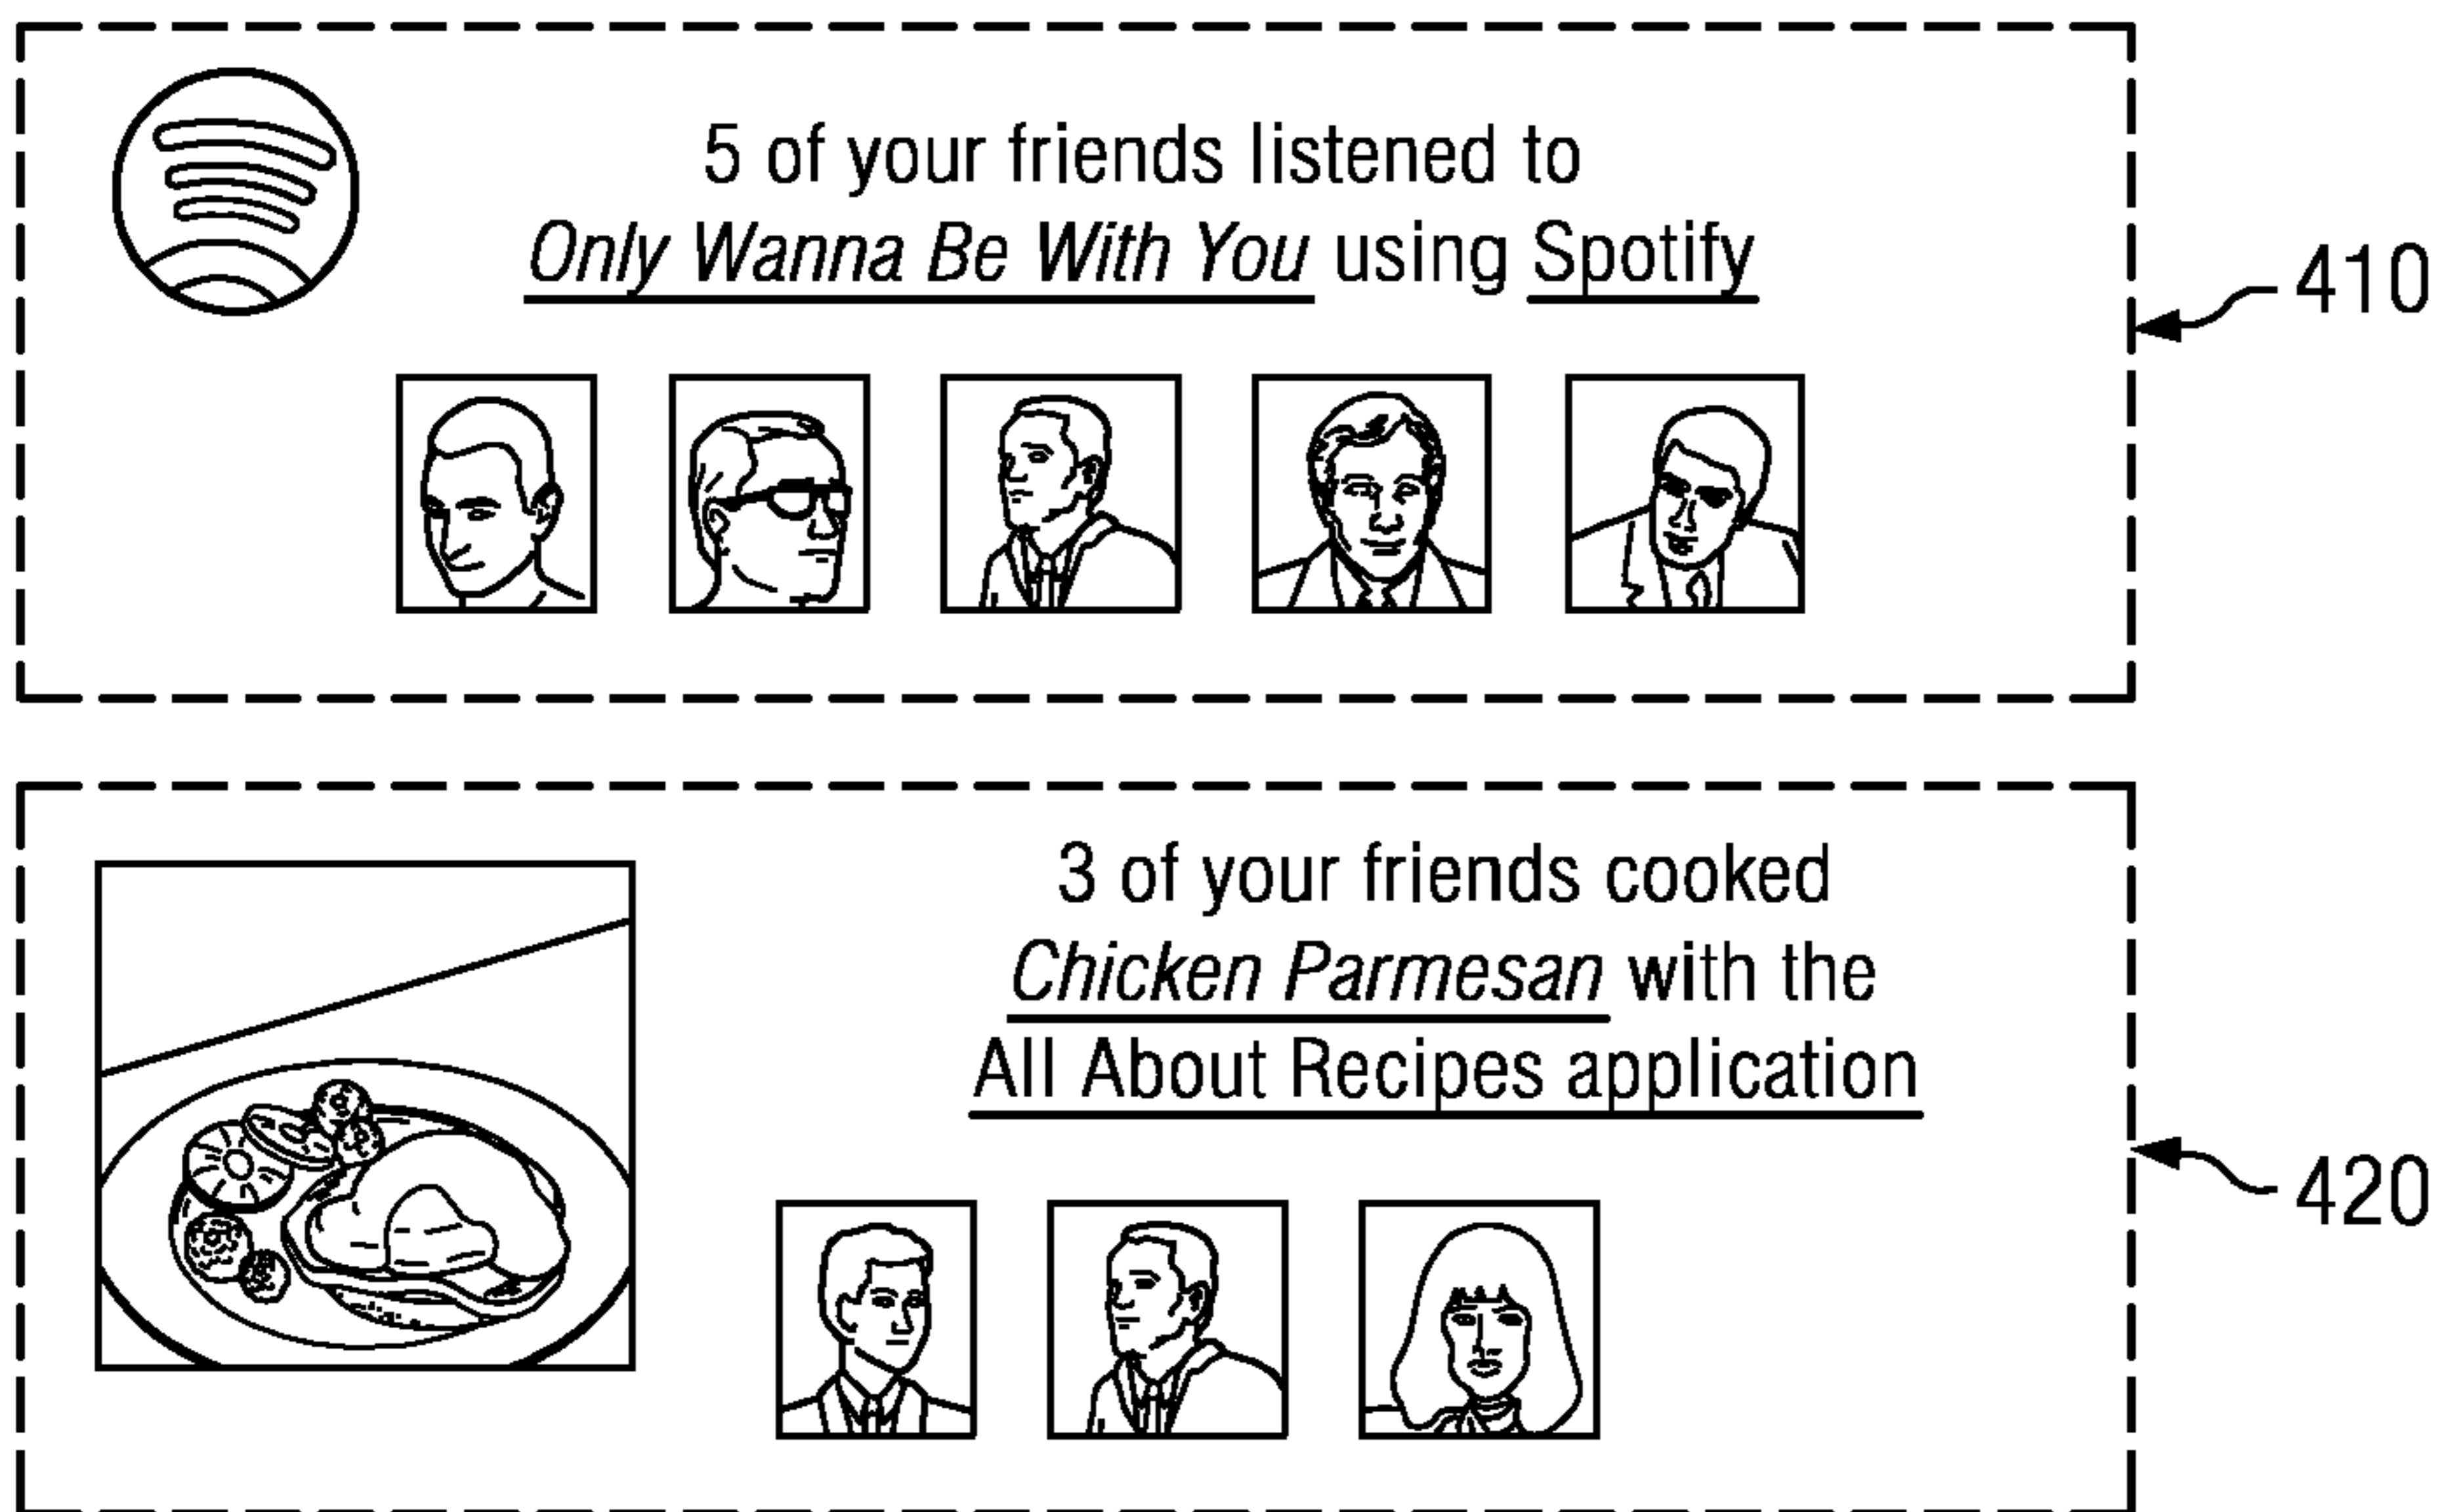 5 of your friends listened to
Only Wanna Be With You using Spotify
410
3 of your friends cooked
Chicken Parmesan with the
All About Recipes application
420